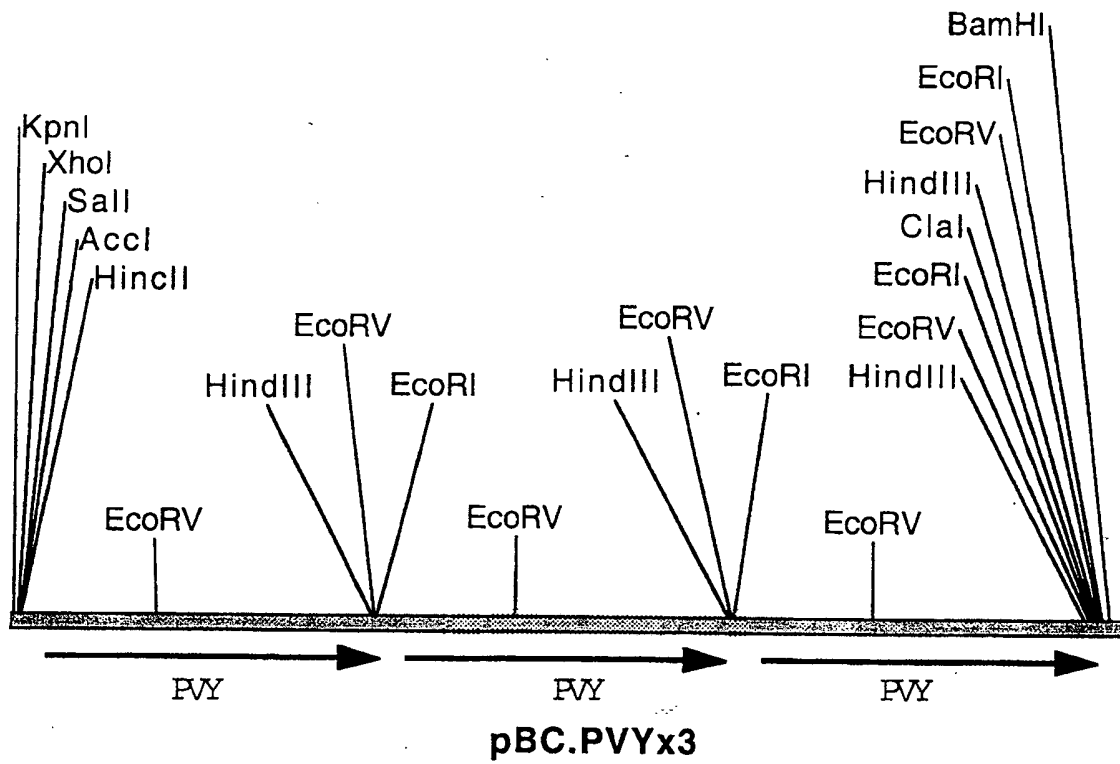 BamHI
EcoRI
KpnI
EcoRV
XhoI
HindIII
SalI
ClaI
AccI
EcoRI
HincII
EcoRV
EcoRV
EcoRV
HindIII
EcoRI
HindIII
EcoRI
HindIII
EcoRV
EcoRV
EcoRV
PVY
PVY
PVY
pBC.PVYx3